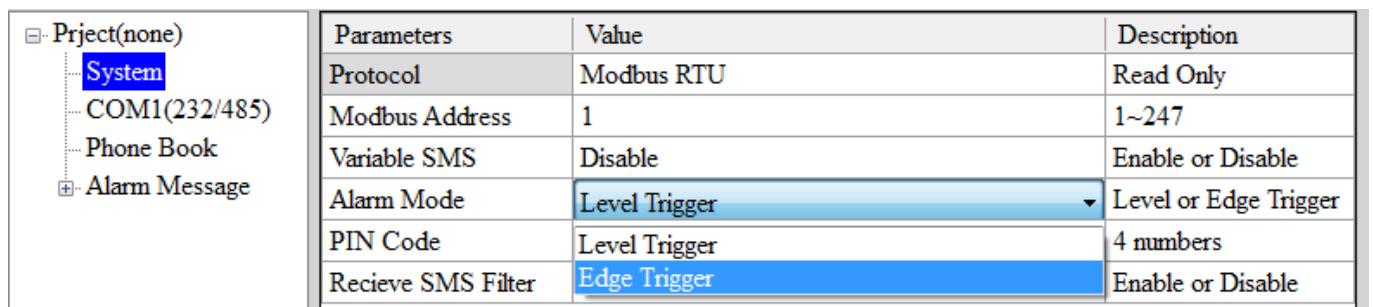 Prject(none)
System
COM1(232/485)
Phone Book
Alarm Message
Parameters Value Description
Protocol Modbus RTU Read Only
Modbus Address 1 1~247
Variable SMS Disable Enable or Disable
Alarm Mode Level Trigger Level or Edge Trigger
PIN Code Level Trigger 4 numbers
Recieve SMS Filter Edge Trigger Enable or Disable